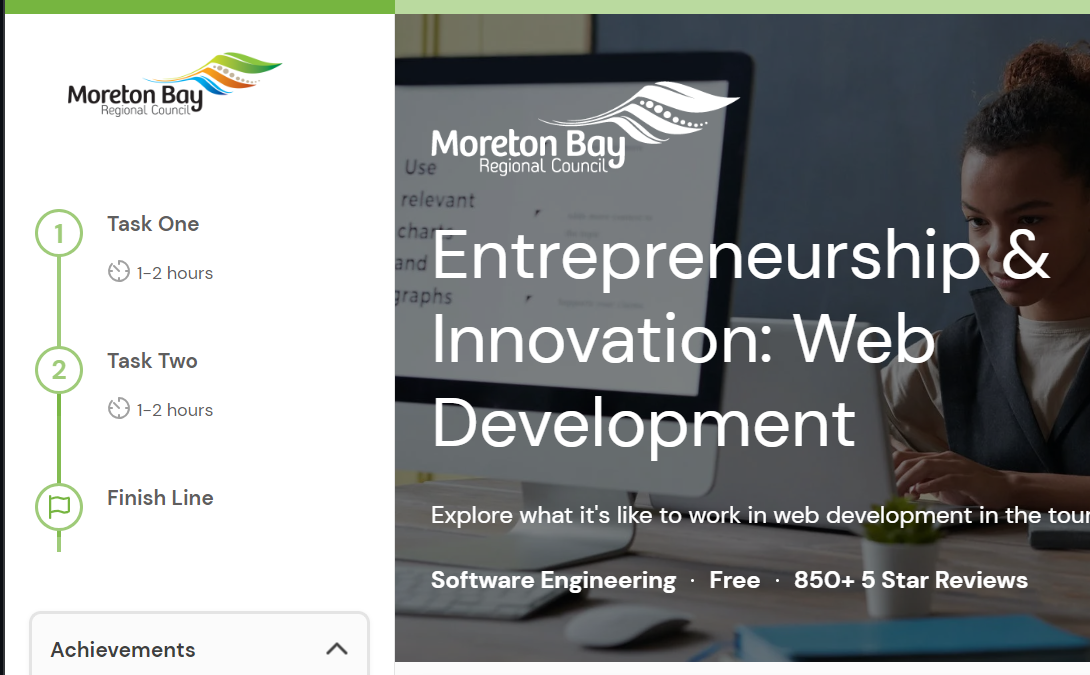 Moreton Bay
Regional Council
1
Task One
1-2 hours
2
Task Two
1-2 hours
Finish Line
Achievements
Moreton Bay
Regional Council
Use
relevant
charts
and
graphs
Entrepreneurship &
Innovation: Web
Development
Explore what it's like to work in web development in the
Software Engineering · Free · 850+ 5 Star Reviews